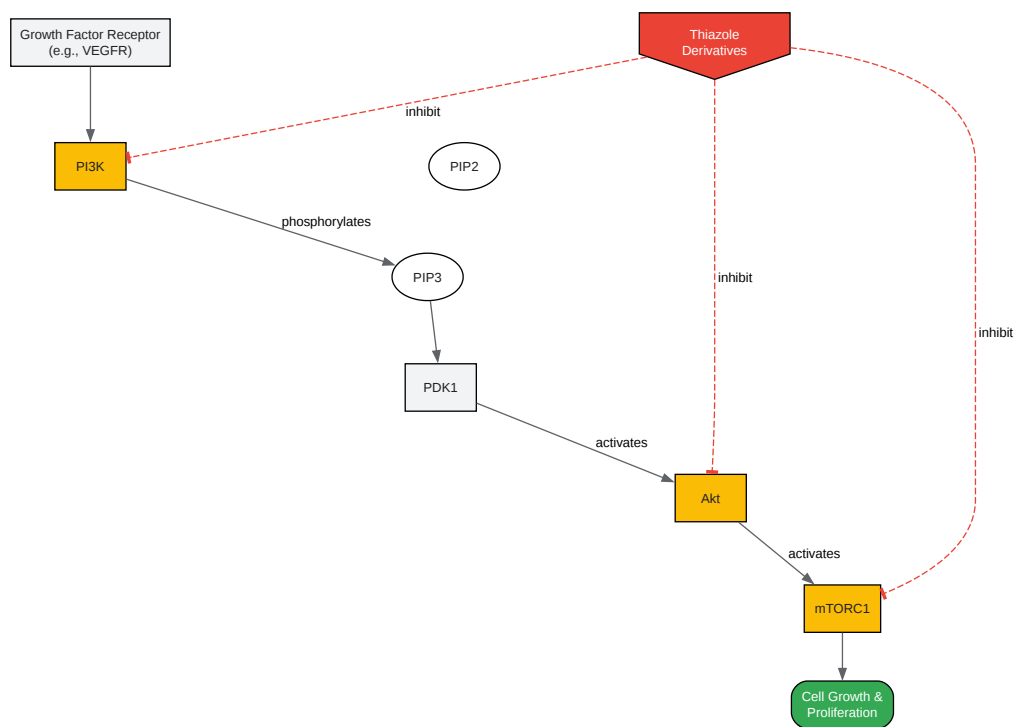 Growth Factor Receptor
(e.g., VEGFR)
Thiazole
Derivatives
inhibit
PI3K
PIP2
phosphorylates
PIP3
inhibit
inhibit
PDK1
activates
Akt
activates
mTORC1
Cell Growth &
Proliferation